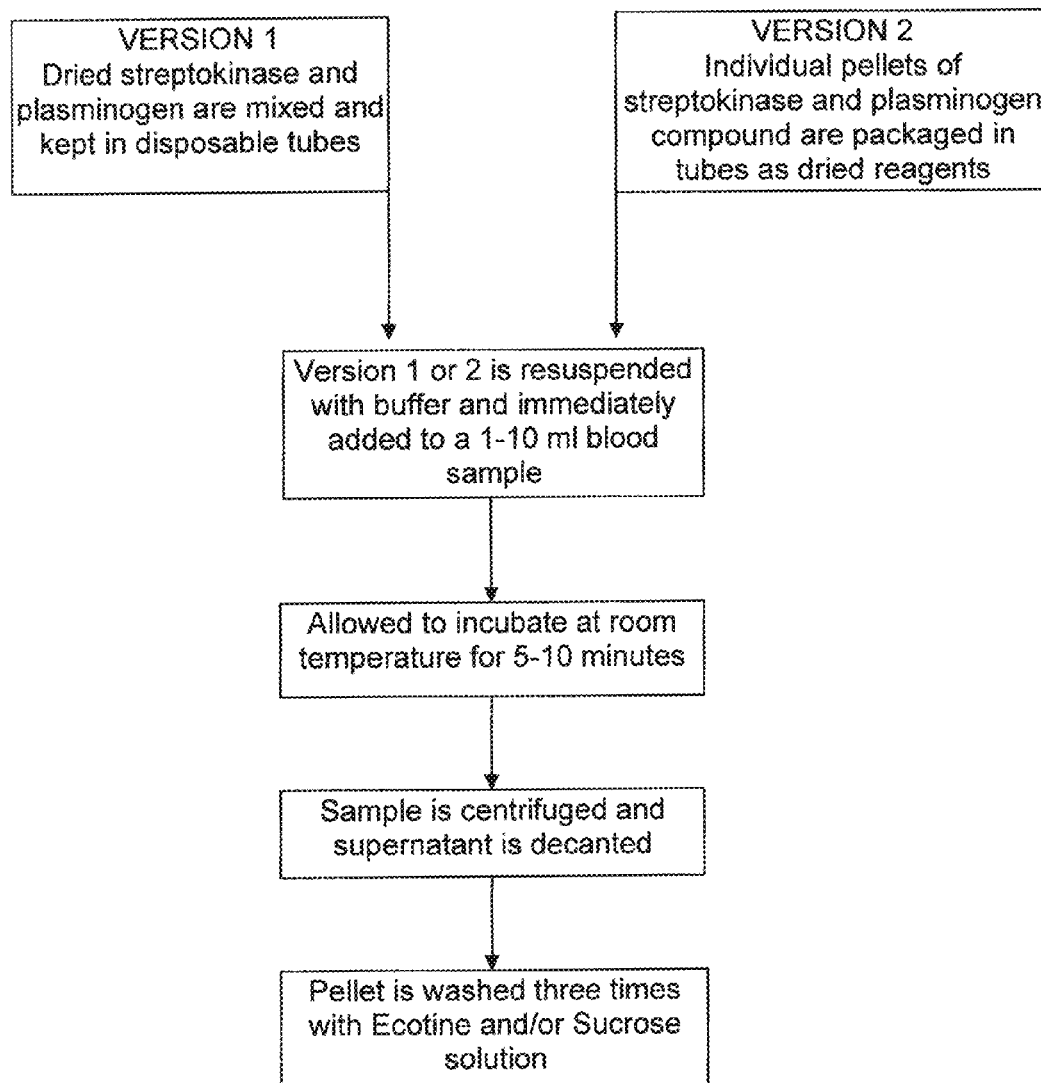 VERSION 1
Dried streptokinase and
plasminogen are mixed and
kept in disposable tubes
VERSION 2
Individual pellets of
streptokinase and plasminogen
compound are packaged in
tubes as dried reagents
Version 1 or 2 is resuspended
with buffer and immediately
added to a 1-10 ml blood
sample
Allowed to incubate at room
temperature for 5-10 minutes
Sample is centrifuged and
supernatant is decanted
Pellet is washed three times
with Ecotine and/or Sucrose
solution